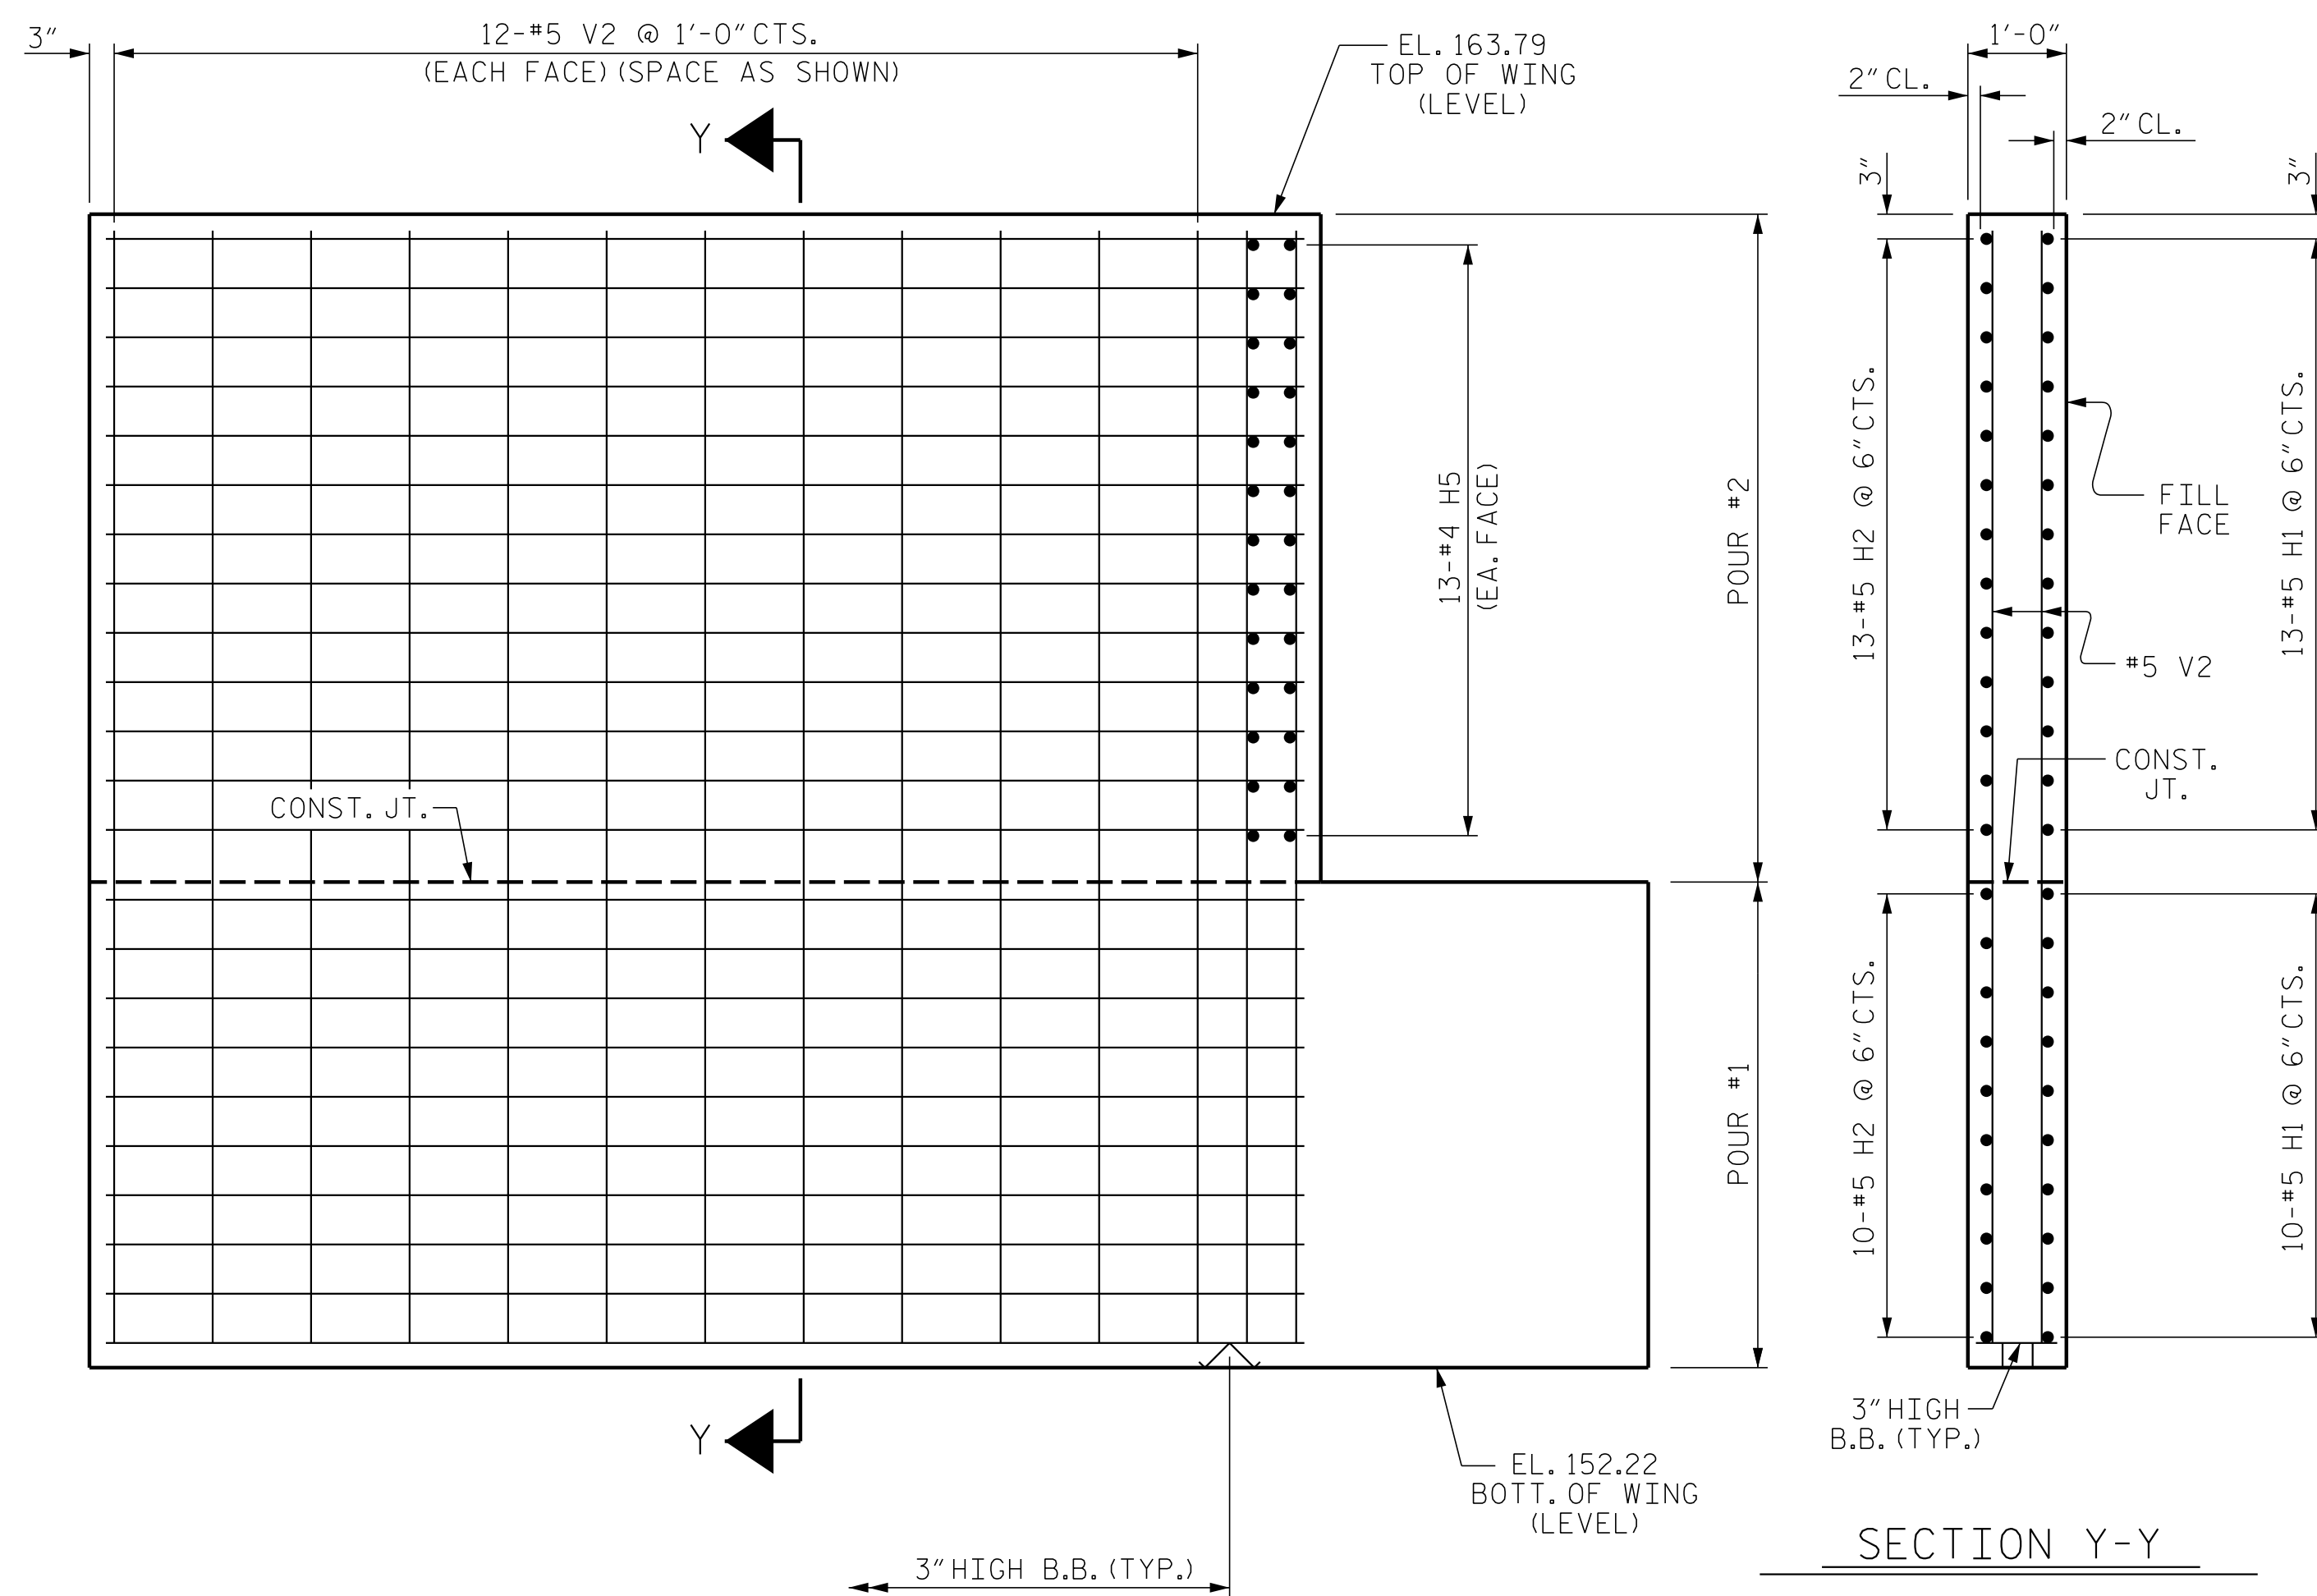 3"
12-#5 V2 @ 1'-0"CTS.
(EACH FACE)(SPACE AS SHOWN)
Y
EL. 163.79
TOP OF WING
(LEVEL)
13-#4 H5
(EA. FACE)
POUR #2
CONST. JT.
POUR #1
Y
EL. 152.22
BOTT. OF WING
(LEVEL)
3"HIGH B.B. (TYP.)
1'-0"
2"CL.
2"CL.
3"
3"
13-#5 H2 @ 6"CTS.
13-#5 H1 @ 6"CTS.
FILL
FACE
#5 V2
CONST.
JT.
10-#5 H2 @ 6"CTS.
10-#5 H1 @ 6"CTS.
3"HIGH
B.B. (TYP.)
SECTION Y-Y